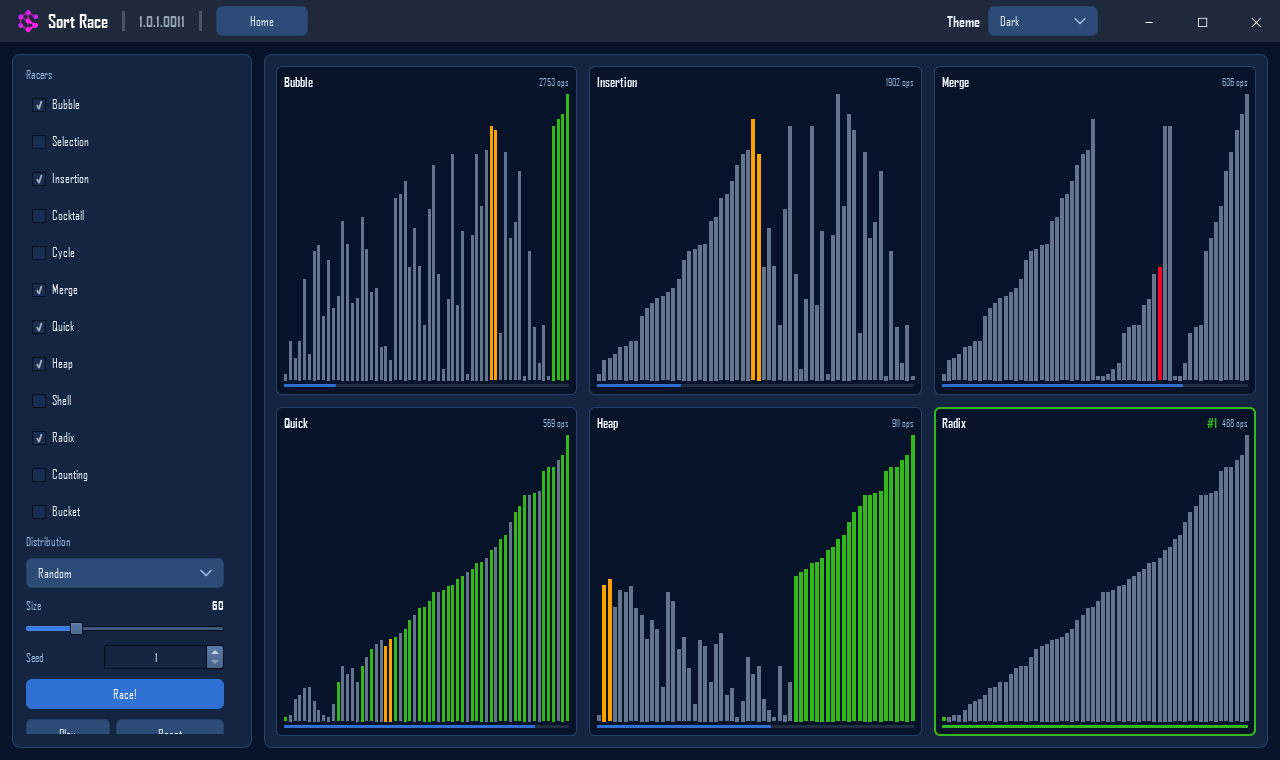 Sort Race
1.0.1.0011
Home
Theme
Dark
Racers
Bubble
Selection
Insertion
Cocktail
Cycle
Merge
Quick
Heap
Shell
Radix
Counting
Bucket
Distribution
Random
Size
60
Seed
1
Race!
Play
Reset
Bubble
2753 ops
Insertion
1902 ops
Merge
636 ops
Quick
569 ops
Heap
911 ops
Radix
#1 488 ops